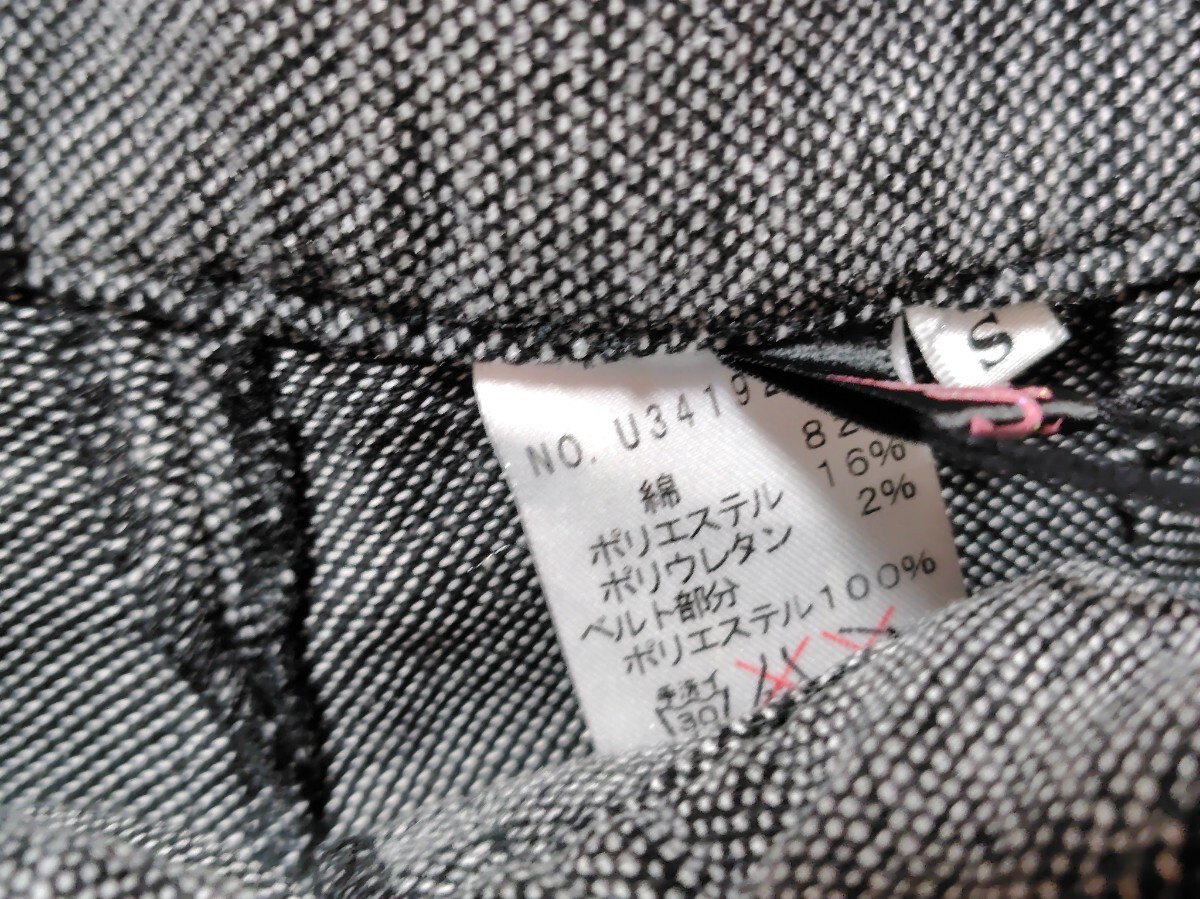 S
NO. U3419
綿
ポリエステル 16%
ポリウレタン 2%
ベルト部分
ポリエステル100%
手洗イ
30